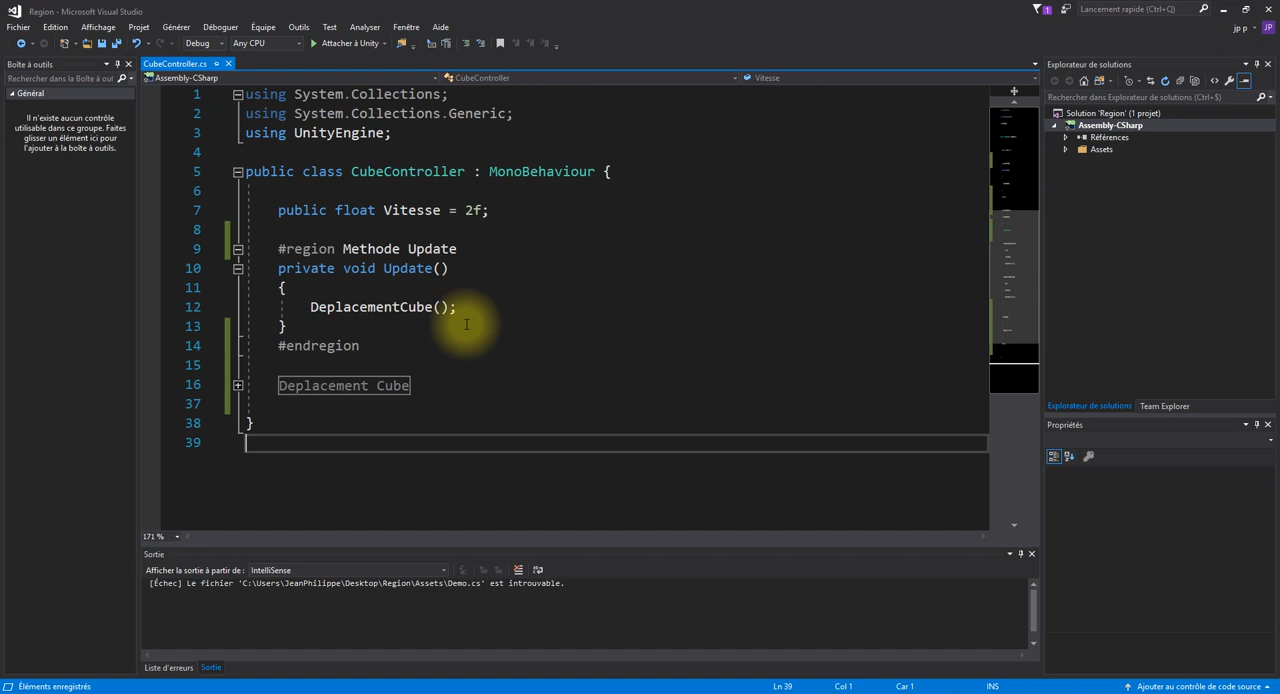 Region - Microsoft Visual Studio
1
Lancement rapide (Ctrl+Q)
Fichier Edition Affichage Projet Générer Déboguer Équipe Outils Test Analyser Fenêtre Aide
jp p
JP
Debug Any CPU Attacher à Unity
Boîte à outils
Rechercher dans la Boîte à out
Général
Il n'existe aucun contrôle
utilisable dans ce groupe. Faites
glisser un élément ici pour
l'ajouter à la boîte à outils.
CubeController.cs
Assembly-CSharp CubeController Vitesse
1 using System.Collections;
2 using System.Collections.Generic;
3 using UnityEngine;
4
5 public class CubeController : MonoBehaviour {
6
7 public float Vitesse = 2f;
8
9 #region Methode Update
10 private void Update()
11 {
12 DeplacementCube();
13 }
14 #endregion
15
16 Deplacement Cube
37
38 }
39
171 %
Explorateur de solutions
Rechercher dans Explorateur de solutions (Ctrl+$)
Solution 'Region' (1 projet)
Assembly-CSharp
Références
Assets
Explorateur de solutions Team Explorer
Propriétés
Sortie
Afficher la sortie à partir de : IntelliSense
[Échec] Le fichier 'C:\Users\JeanPhilippe\Desktop\Region\Assets\Demo.cs' est introuvable.
Liste d'erreurs Sortie
Éléments enregistrés Ln 39 Col 1 Car 1 INS Ajouter au contrôle de code source